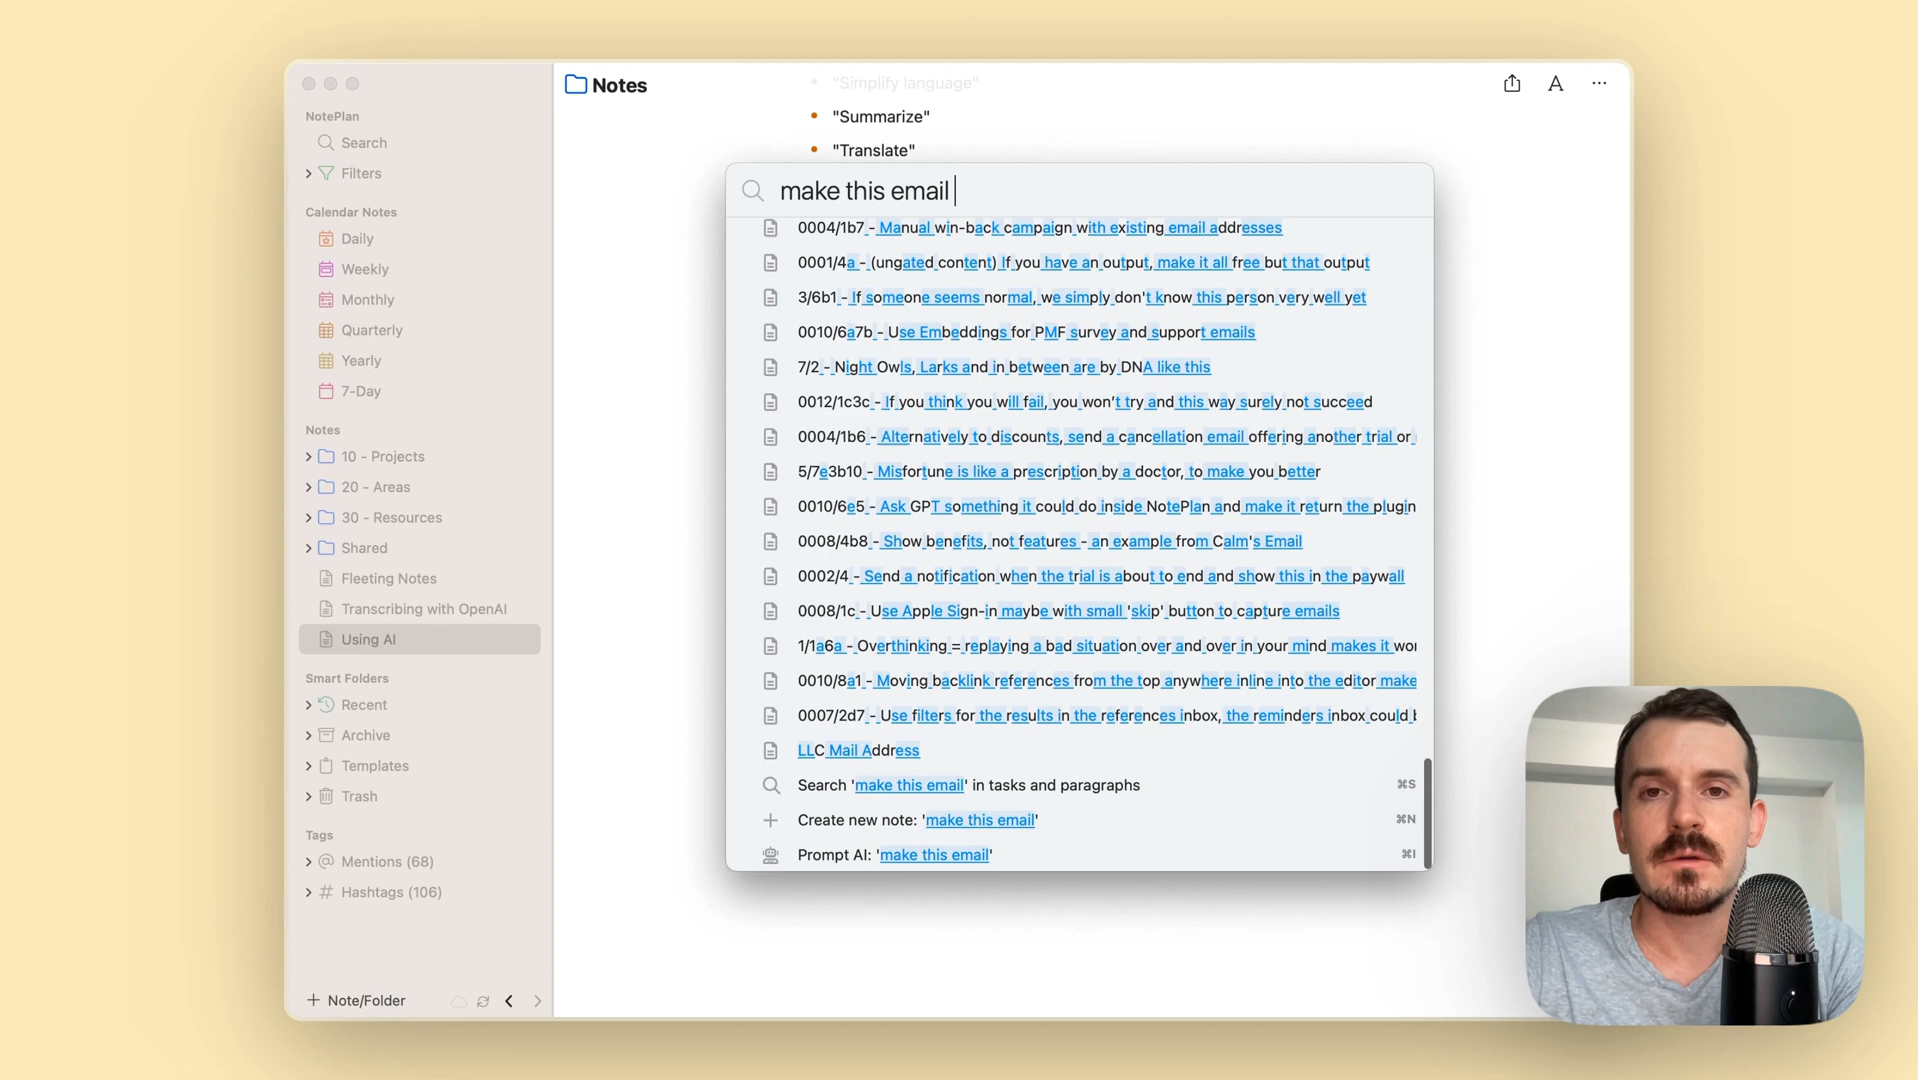 NotePlan
Search
Filters
Calendar Notes
Daily
Weekly
Monthly
Quarterly
Yearly
7-Day
Notes
10 - Projects
20 - Areas
30 - Resources
Shared
Fleeting Notes
Transcribing with OpenAI
Using AI
Smart Folders
Recent
Archive
Templates
Trash
Tags
Mentions (68)
Hashtags (106)
+ Note/Folder
Notes
"Simplify language"
"Summarize"
"Translate"
make this email
0004/1b7 - Manual win-back campaign with existing email addresses
0001/4a - (ungated content) If you have an output, make it all free but that output
3/6b1 - If someone seems normal, we simply don't know this person very well yet
0010/6a7b - Use Embeddings for PMF survey and support emails
7/2 - Night Owls, Larks and in between are by DNA like this
0012/1c3c - If you think you will fail, you won’t try and this way surely not succeed
0004/1b6 - Alternatively to discounts, send a cancellation email offering another trial or
5/7e3b10 - Misfortune is like a prescription by a doctor, to make you better
0010/6e5 - Ask GPT something it could do inside NotePlan and make it return the plugin
0008/4b8 - Show benefits, not features - an example from Calm's Email
0002/4 - Send a notification when the trial is about to end and show this in the paywall
0008/1c - Use Apple Sign-in maybe with small 'skip' button to capture emails
1/1a6a - Overthinking = replaying a bad situation over and over in your mind makes it wor
0010/8a1 - Moving backlink references from the top anywhere inline into the editor make
0007/2d7 - Use filters for the results in the references inbox, the reminders inbox could b
LLC Mail Address
Search 'make this email' in tasks and paragraphs ⌘S
Create new note: 'make this email' ⌘N
Prompt AI: 'make this email' ⌘I